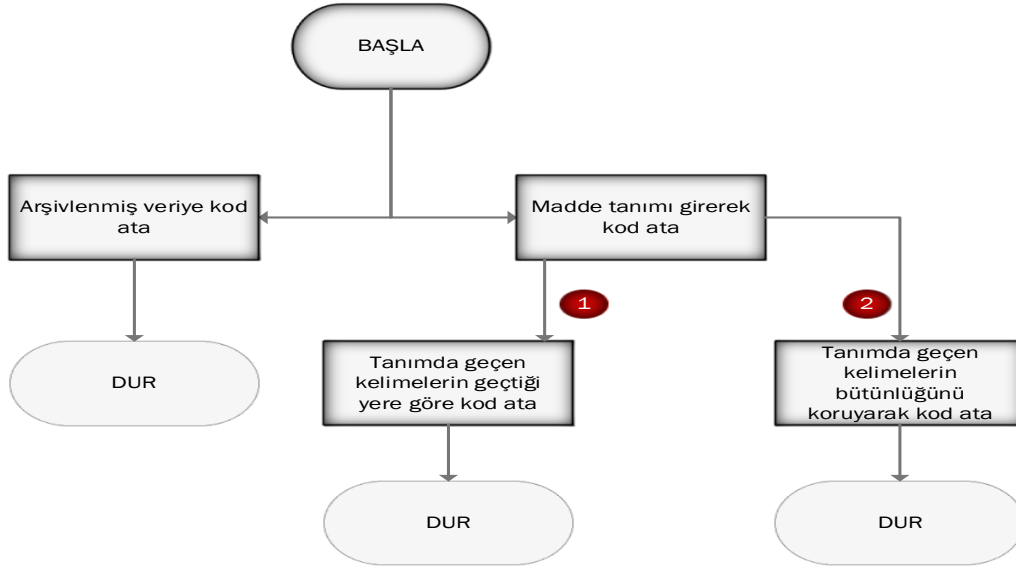 BAŞLA
Arşivlenmiş veriye kod
ata
Madde tanımı girerek
kod ata
1
2
DUR
Tanımda geçen
kelimelerin geçtiği
yere göre kod ata
Tanımda geçen
kelimelerin
bütünlüğünü
koruyarak kod ata
DUR
DUR